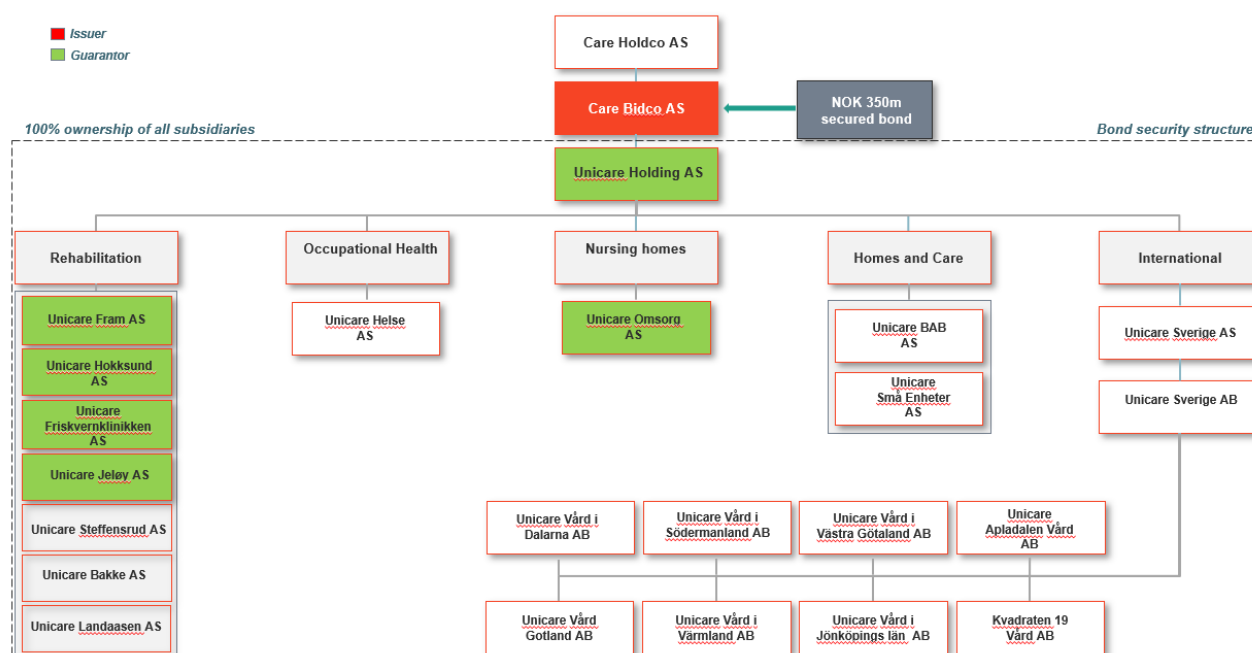 Issuer
Guarantor
Care Holdco AS
Care Bidco AS
NOK 350m
secured bond
100% ownership of all subsidiaries
Bond security structure
Unicare Holding AS
Rehabilitation
Occupational Health
Nursing homes
Homes and Care
International
Unicare Fram AS
Unicare Hokksund
AS
Unicare
Friskvernklinikken
AS
Unicare Jeløy AS
Unicare Steffensrud AS
Unicare Bakke AS
Unicare Landaasen AS
Unicare Helse
AS
Unicare Omsorg
AS
Unicare BAB
AS
Unicare
Små Enheter
AS
Unicare Sverige AS
Unicare Sverige AB
Unicare Vård i
Dalarna AB
Unicare Vård i
Södermanland AB
Unicare Vård i
Västra Götaland AB
Unicare
Apladalen Vård
AB
Unicare Vård
Gotland AB
Unicare Vård i
Värmland AB
Unicare Vård i
Jönköpings län AB
Kvadraten 19
Vård AB